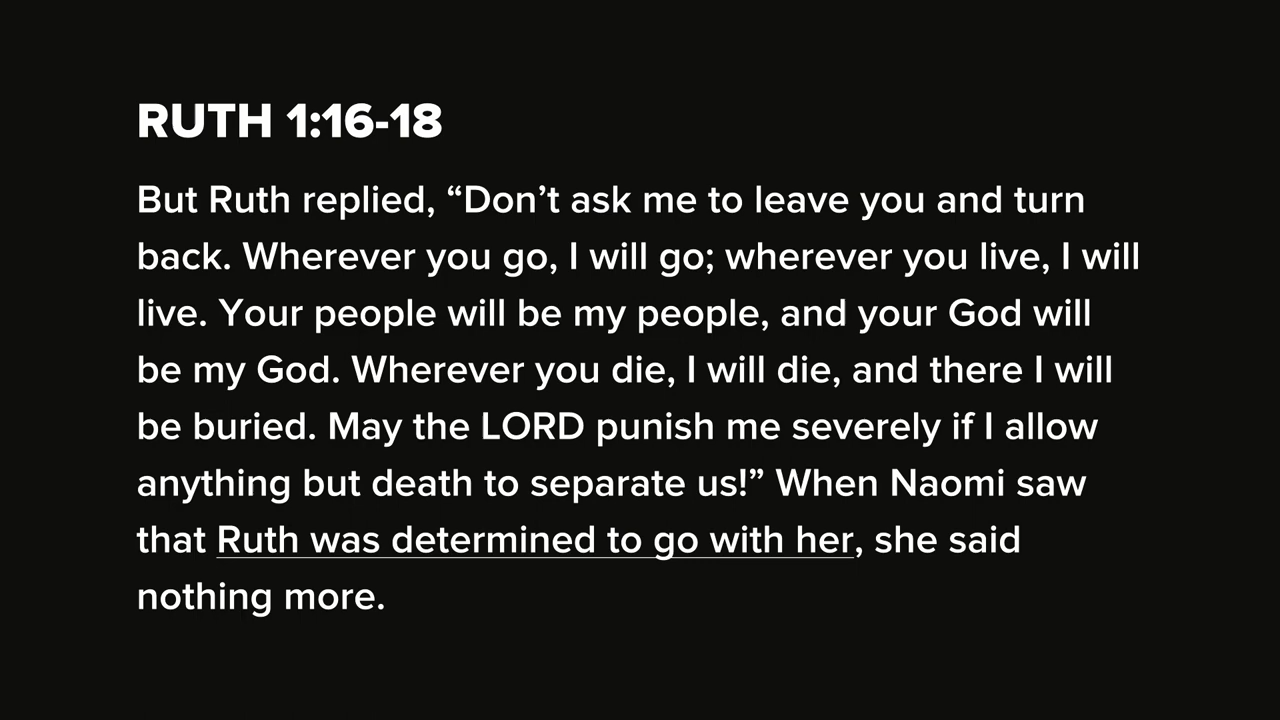 RUTH 1:16-18
But Ruth replied, “Don’t ask me to leave you and turn
back. Wherever you go, I will go; wherever you live, I will
live. Your people will be my people, and your God will
be my God. Wherever you die, I will die, and there I will
be buried. May the LORD punish me severely if I allow
anything but death to separate us!” When Naomi saw
that Ruth was determined to go with her, she said
nothing more.